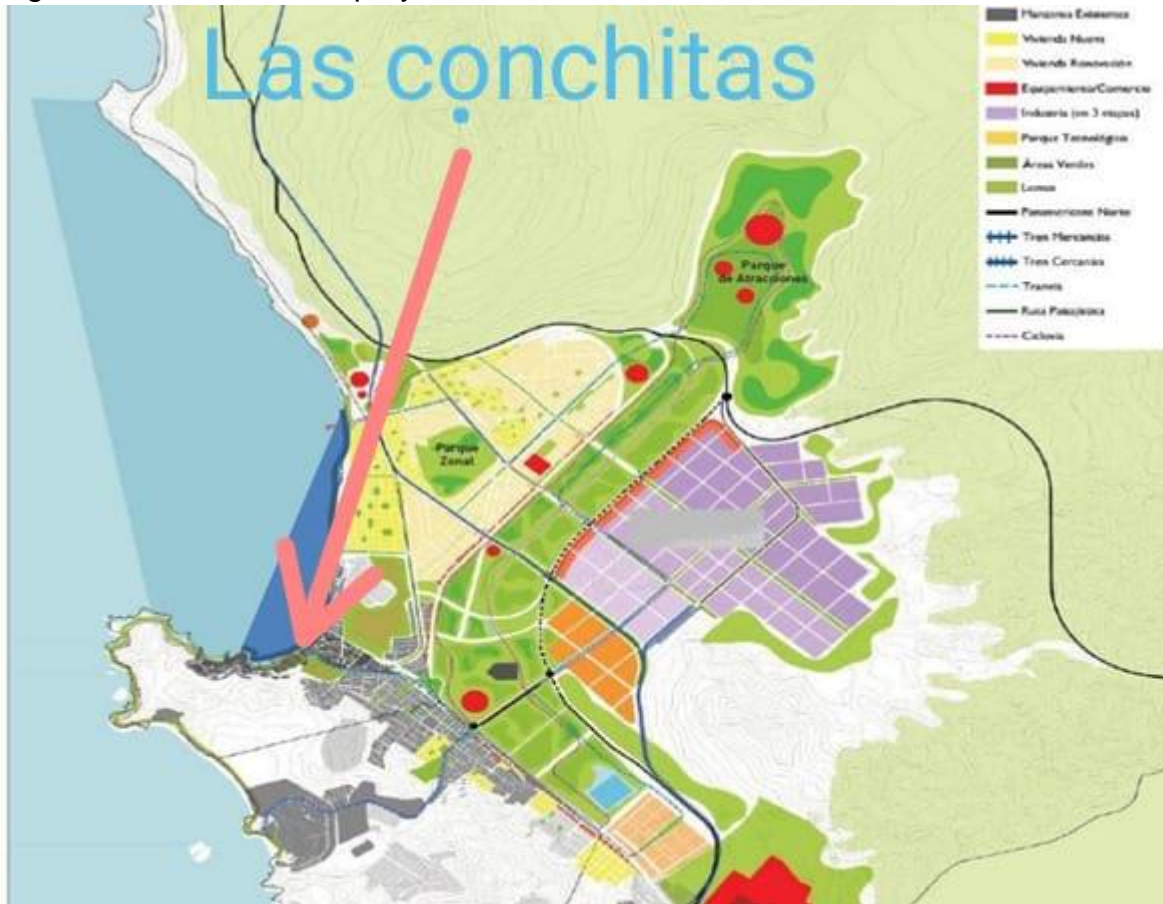 Las conchitas
Manzanas Existentes
Vivienda Nueva
Vivienda Renovación
Equipamiento/Comercio
Industria (en 3 etapas)
Parque Tecnológico
Áreas Verdes
Lomas
Panamericana Norte
Tren Mercancías
Tren Cercanías
Tranvía
Ruta Paisajística
Ciclovía
Parque
de Atracciones
Parque
Zonal